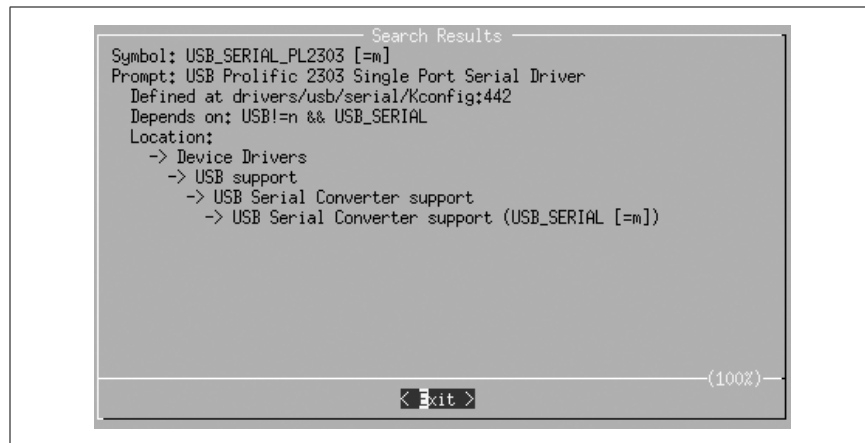 Search Results
Symbol: USB_SERIAL_PL2303 [=m]
Prompt: USB Prolific 2303 Single Port Serial Driver
Defined at drivers/usb/serial/Kconfig:442
Depends on: USB!=n && USB_SERIAL
Location:
-> Device Drivers
-> USB support
-> USB Serial Converter support
-> USB Serial Converter support (USB_SERIAL [=m])
(100%)
< Exit >